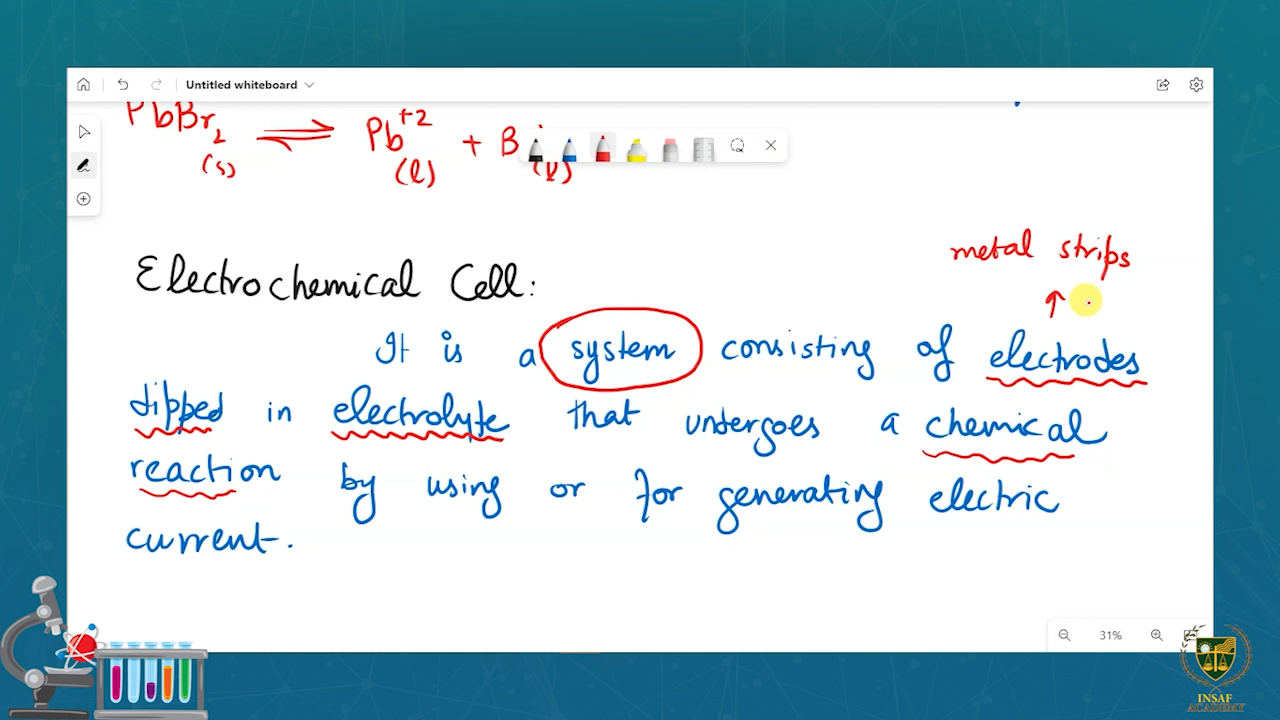 Untitled whiteboard
PbBr2 ⇌ Pb+2 + B
(s) (l) (l)
metal strips
↑
Electrochemical Cell:
It is a system consisting of electrodes
dipped in electrolyte that undergoes a chemical
reaction by using or for generating electric
current.
31%
INSAF
ACADEMY